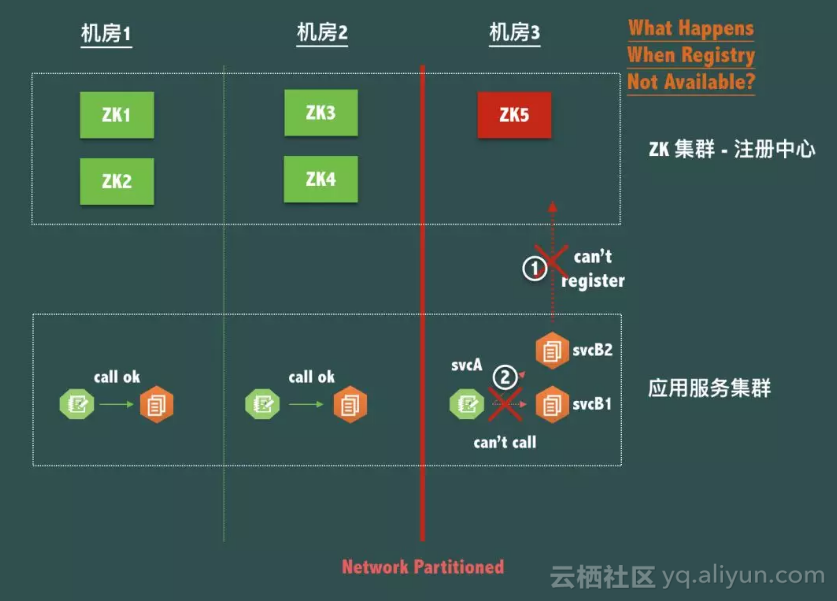 机房1
机房2
机房3
What Happens
When Registry
Not Available?
ZK1
ZK3
ZK5
ZK2
ZK4
ZK 集群 - 注册中心
① can't
register
svcB2
call ok
call ok
svcA
②
svcB1
can't call
应用服务集群
Network Partitioned
云栖社区 yq.aliyun.com